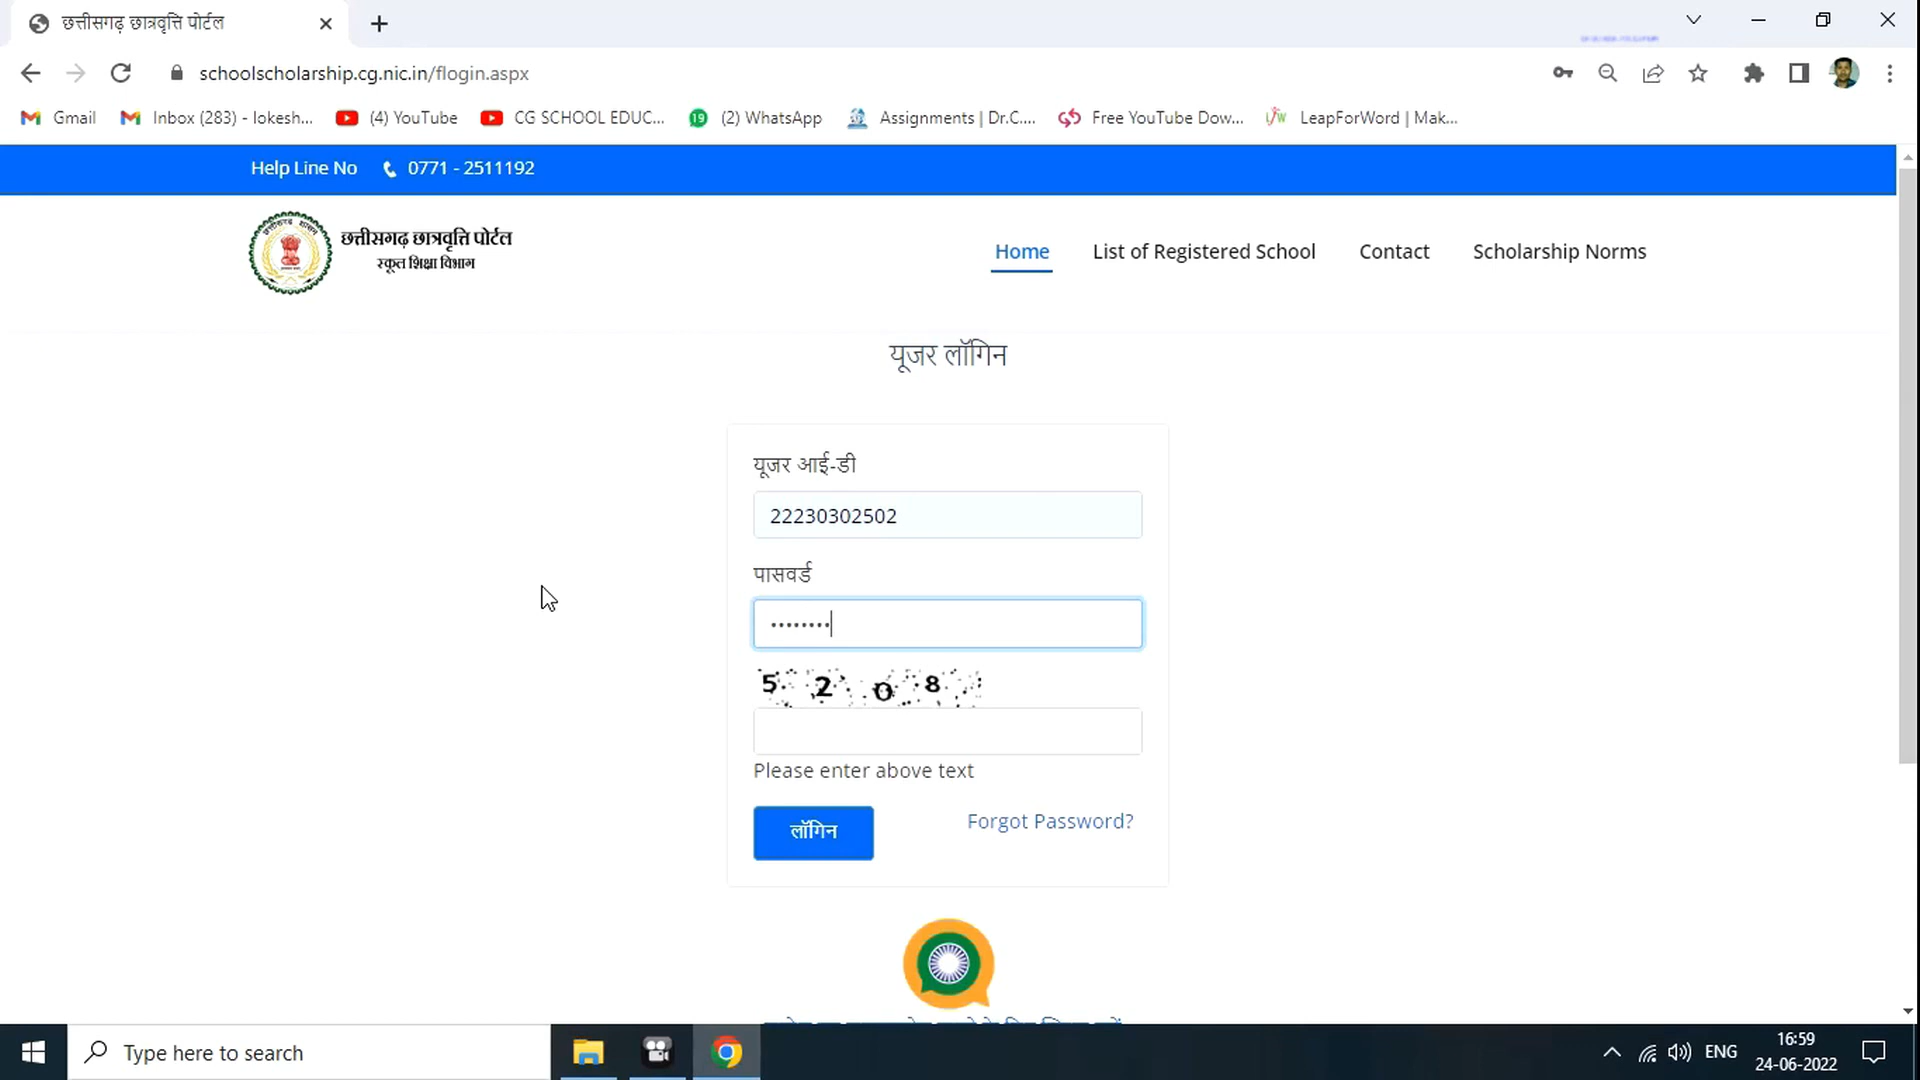 छत्तीसगढ़ छात्रवृत्ति पोर्टल
schoolscholarship.cg.nic.in/flogin.aspx
Gmail Inbox (283) - lokesh... (4) YouTube CG SCHOOL EDUC... 19 (2) WhatsApp Assignments | Dr.C.... Free YouTube Dow... LeapForWord | Mak...
Help Line No 0771 - 2511192
छत्तीसगढ़ छात्रवृत्ति पोर्टल
स्कूल शिक्षा विभाग
Home List of Registered School Contact Scholarship Norms
यूजर लॉगिन
यूजर आई-डी
22230302502
पासवर्ड
••••••••
5 2 0 8
Please enter above text
लॉगिन Forgot Password?
Type here to search
ENG 16:59
24-06-2022